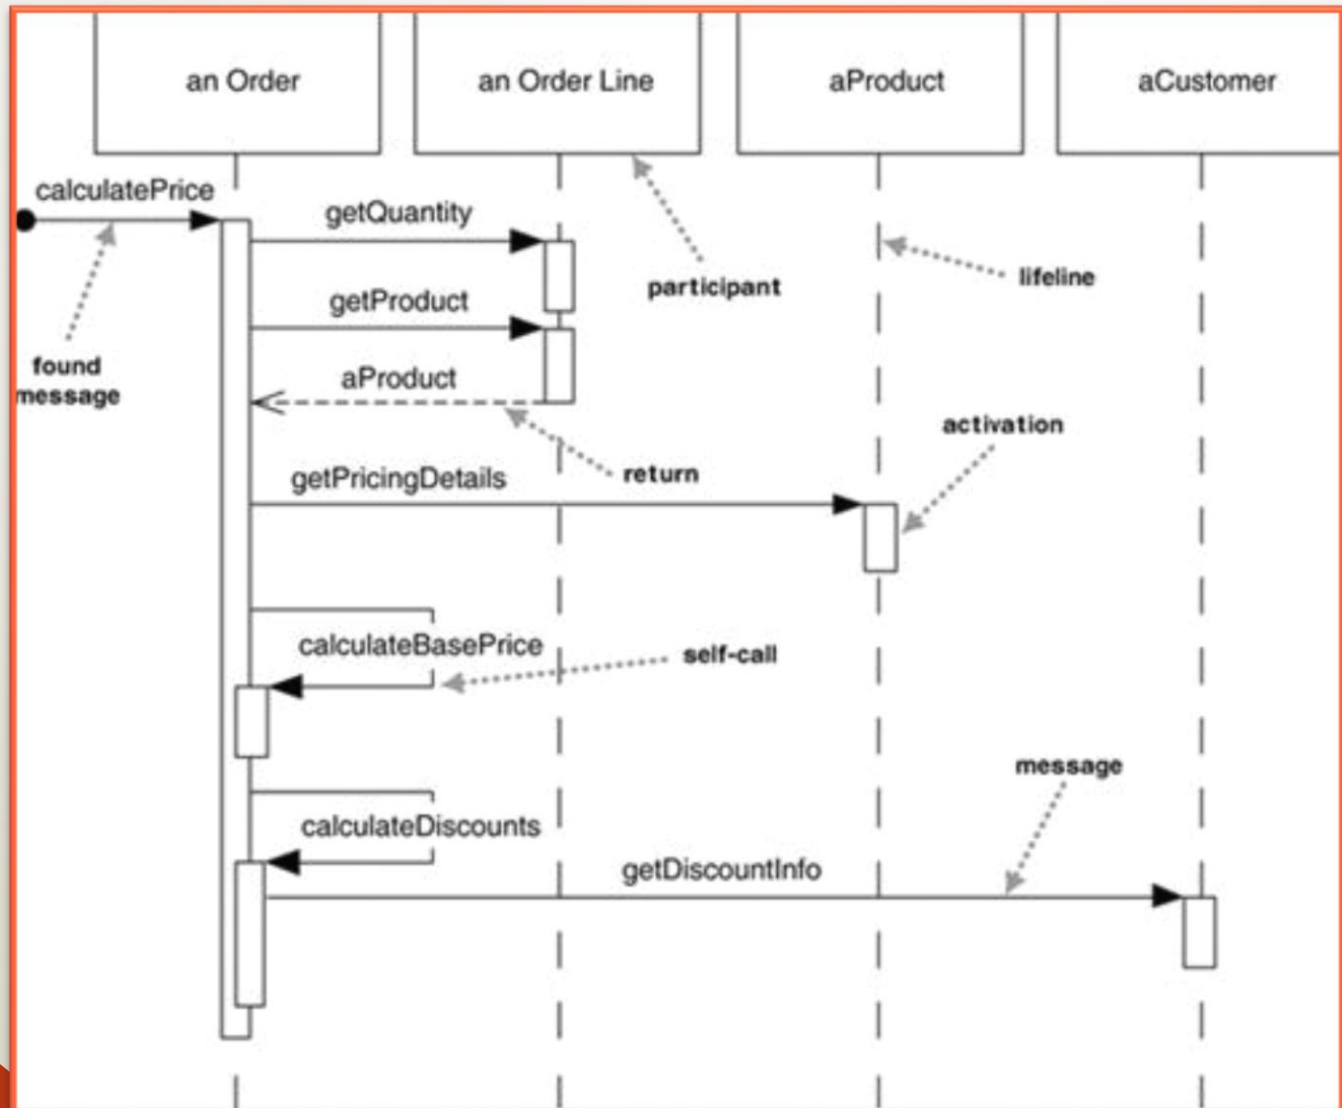 an Order
an Order Line
aProduct
aCustomer
calculatePrice
getQuantity
lifeline
participant
getProduct
found
message
aProduct
activation
return
getPricingDetails
calculateBasePrice
self-call
message
calculateDiscounts
getDiscountInfo